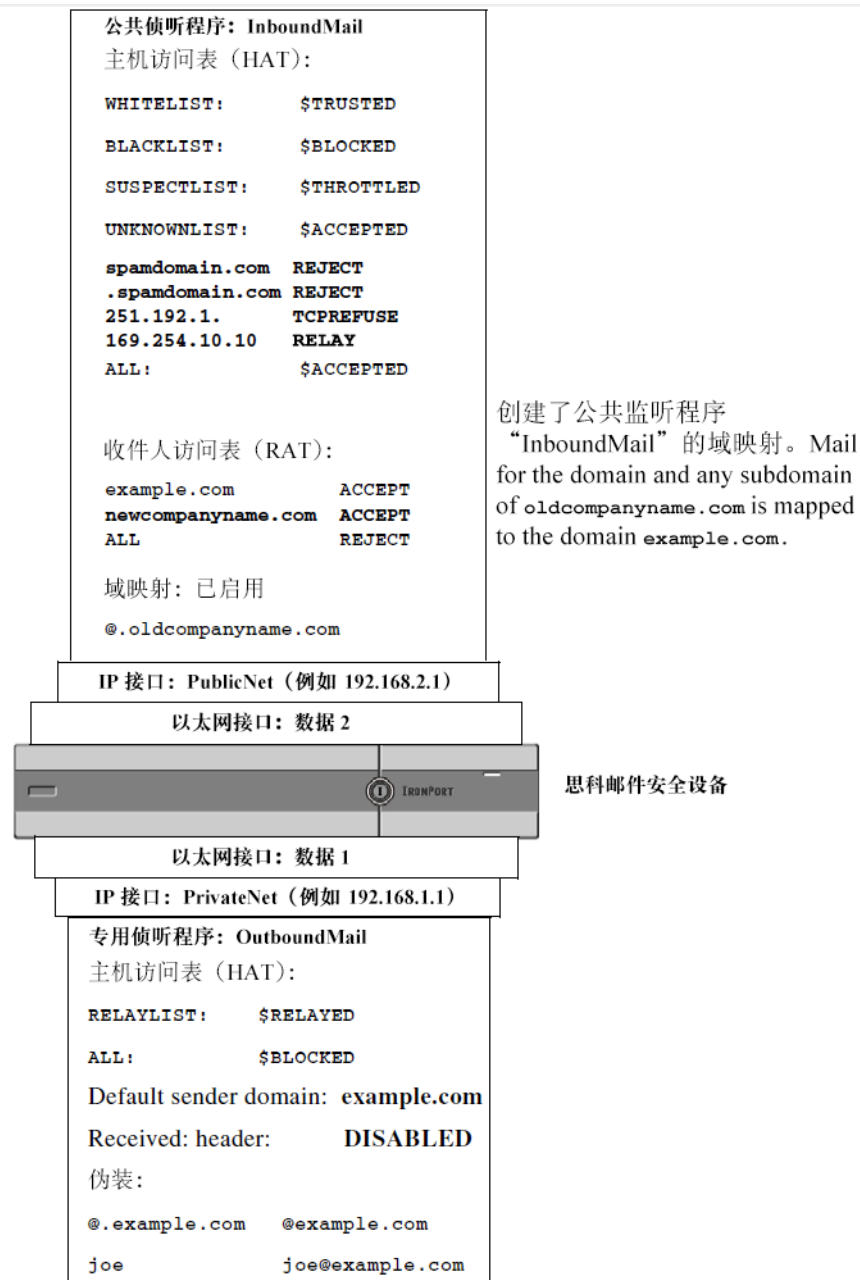 公共侦听程序：InboundMail
主机访问表（HAT）：
WHITELIST: $TRUSTED
BLACKLIST: $BLOCKED
SUSPECTLIST: $THROTTLED
UNKNOWNLIST: $ACCEPTED
spamdomain.com REJECT
.spamdomain.com REJECT
251.192.1. TCPREFUSE
169.254.10.10 RELAY
ALL: $ACCEPTED
收件人访问表（RAT）：
example.com ACCEPT
newcompanyname.com ACCEPT
ALL REJECT
域映射：已启用
@.oldcompanyname.com
创建了公共监听程序
“InboundMail”的域映射。Mail
for the domain and any subdomain
of oldcompanyname.com is mapped
to the domain example.com.
IP 接口：PublicNet（例如 192.168.2.1）
以太网接口：数据 2
IRONPORT
思科邮件安全设备
以太网接口：数据 1
IP 接口：PrivateNet（例如 192.168.1.1）
专用侦听程序：OutboundMail
主机访问表（HAT）：
RELAYLIST: $RELAYED
ALL: $BLOCKED
Default sender domain: example.com
Received: header: DISABLED
伪装：
@.example.com @example.com
joe joe@example.com